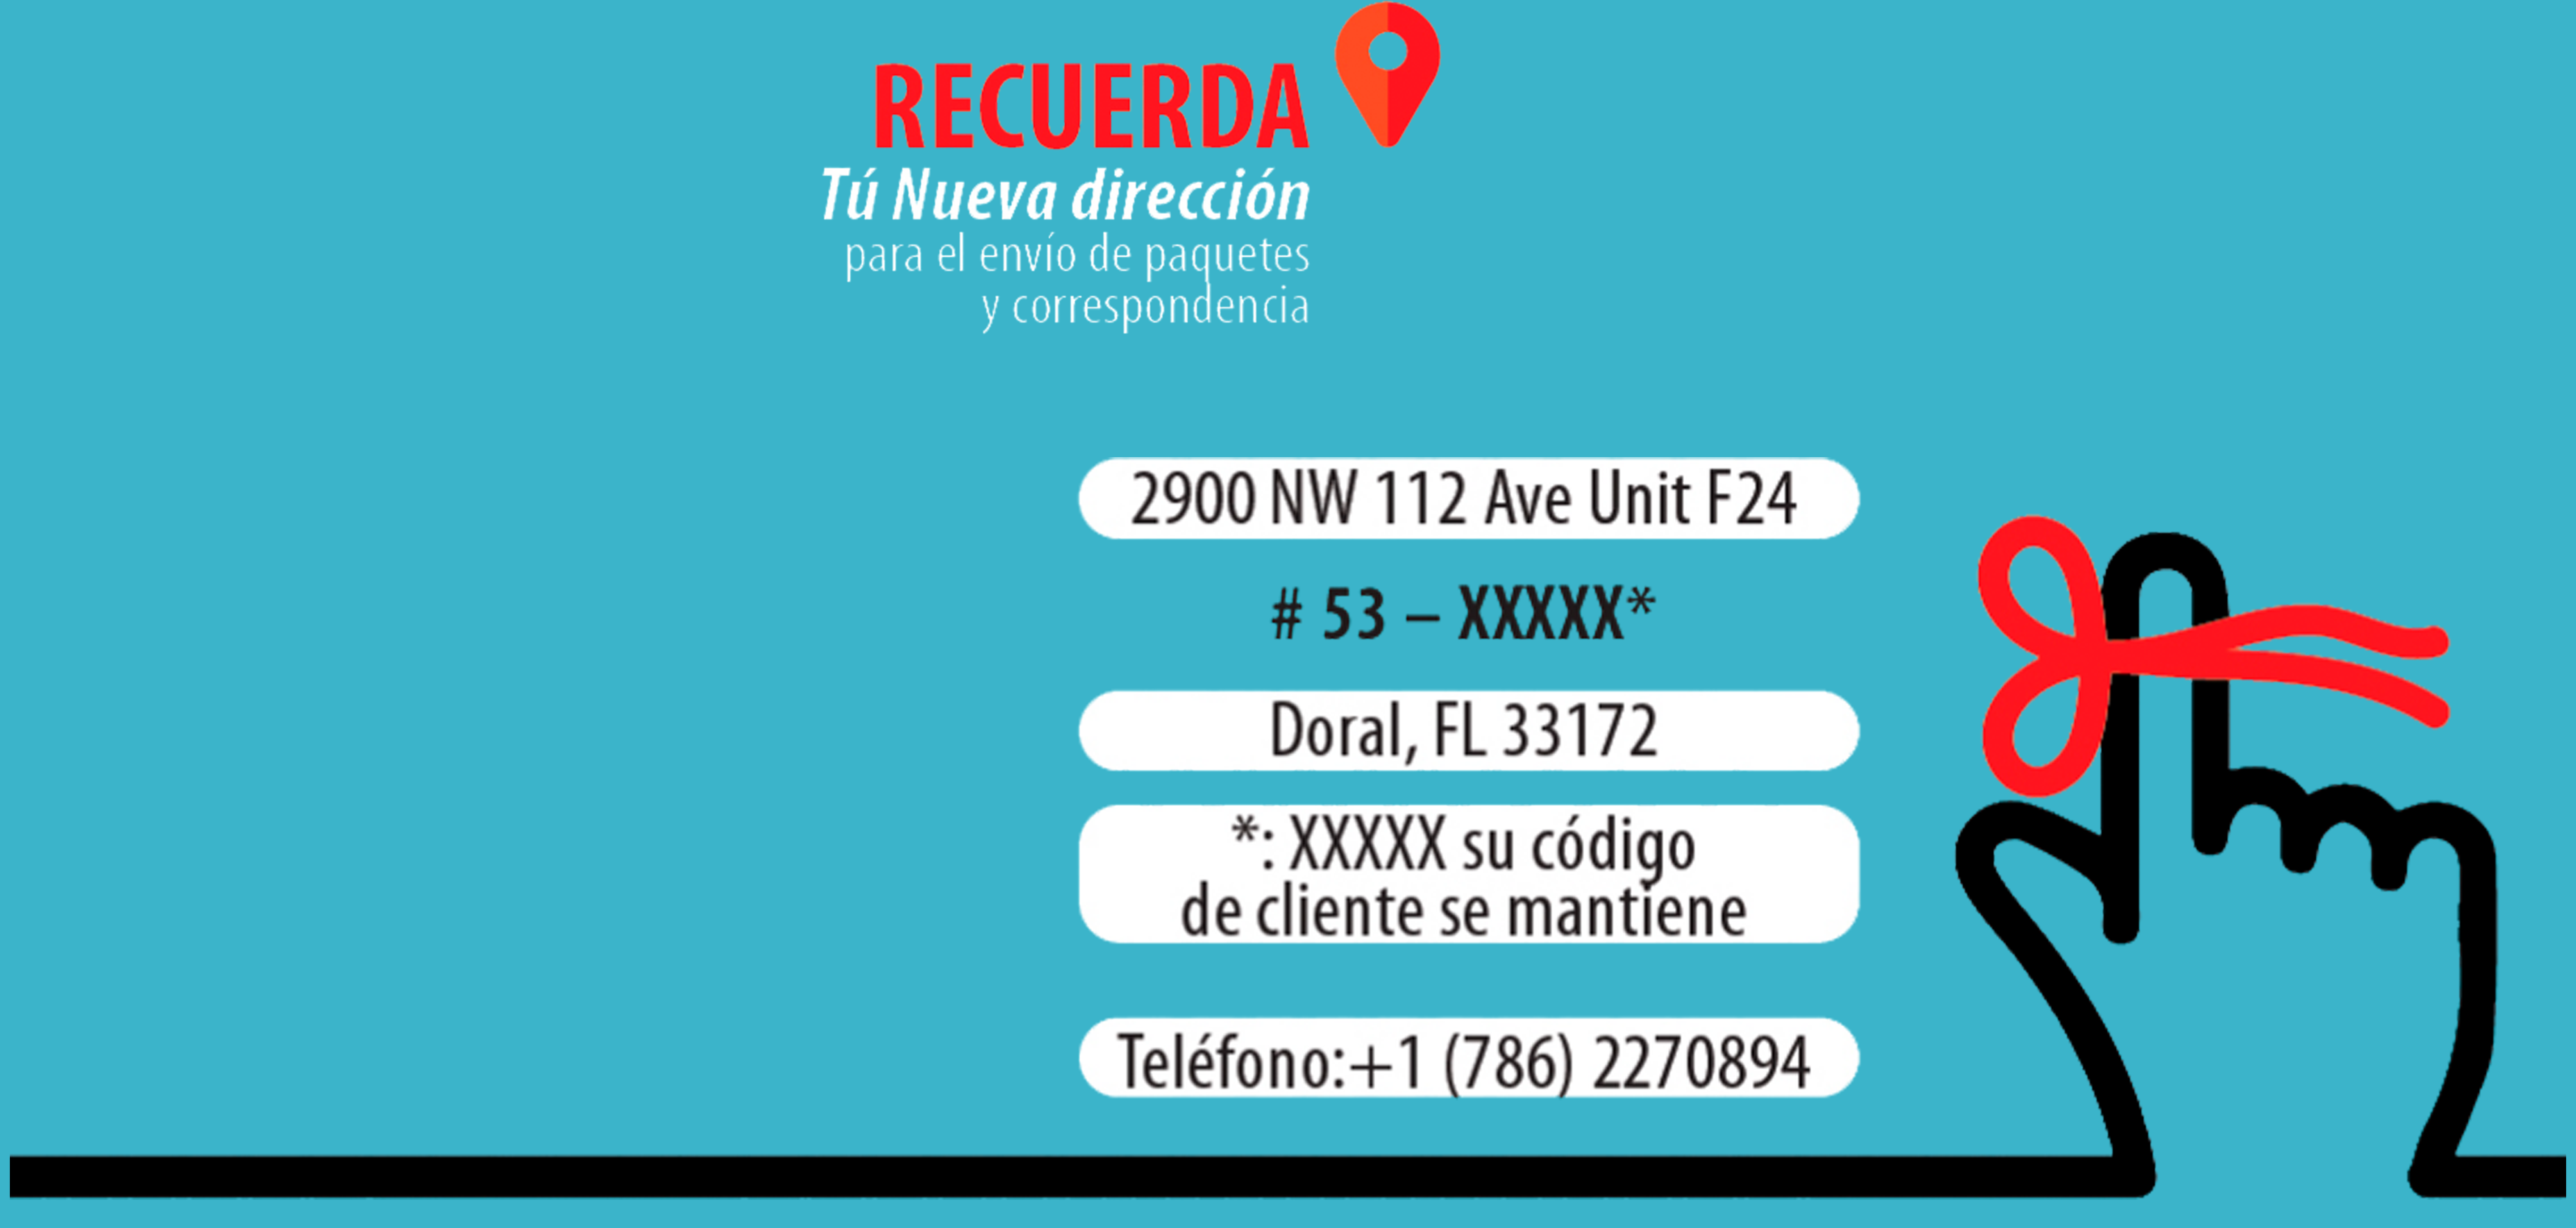 RECUERDA
Tú Nueva dirección
para el envío de paquetes
y correspondencia
2900 NW 112 Ave Unit F24
# 53 – XXXXX*
Doral, FL 33172
*: XXXXX su código
de cliente se mantiene
Teléfono:+1 (786) 2270894